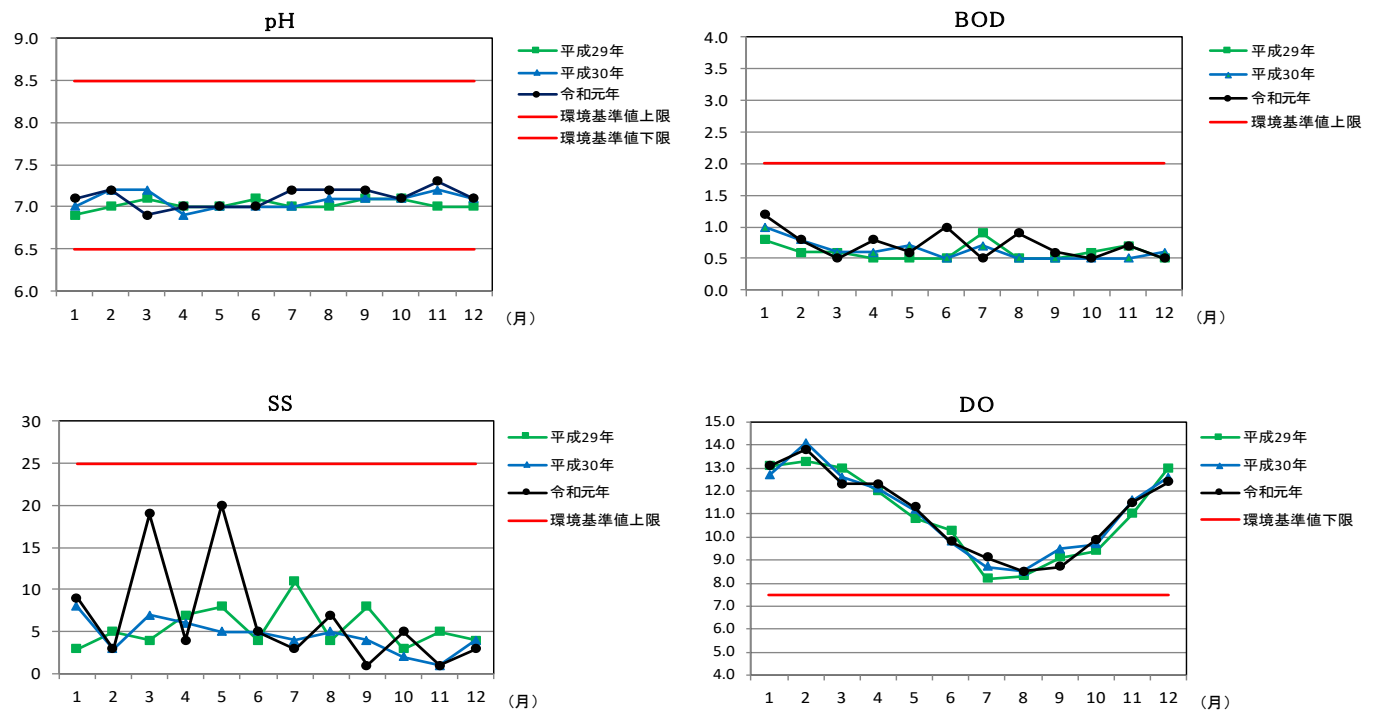 pH
9.0
8.5
8.0
7.5
7.0
6.5
6.0
1 2 3 4 5 6 7 8 9 10 11 12 (月)
平成29年
平成30年
令和元年
環境基準値上限
環境基準値下限
BOD
4.0
3.5
3.0
2.5
2.0
1.5
1.0
0.5
0.0
1 2 3 4 5 6 7 8 9 10 11 12 (月)
平成29年
平成30年
令和元年
環境基準値上限
SS
30
25
20
15
10
5
0
1 2 3 4 5 6 7 8 9 10 11 12 (月)
平成29年
平成30年
令和元年
環境基準値上限
DO
15.0
14.0
13.0
12.0
11.0
10.0
9.0
8.0
7.0
6.0
5.0
4.0
1 2 3 4 5 6 7 8 9 10 11 12 (月)
平成29年
平成30年
令和元年
環境基準値下限